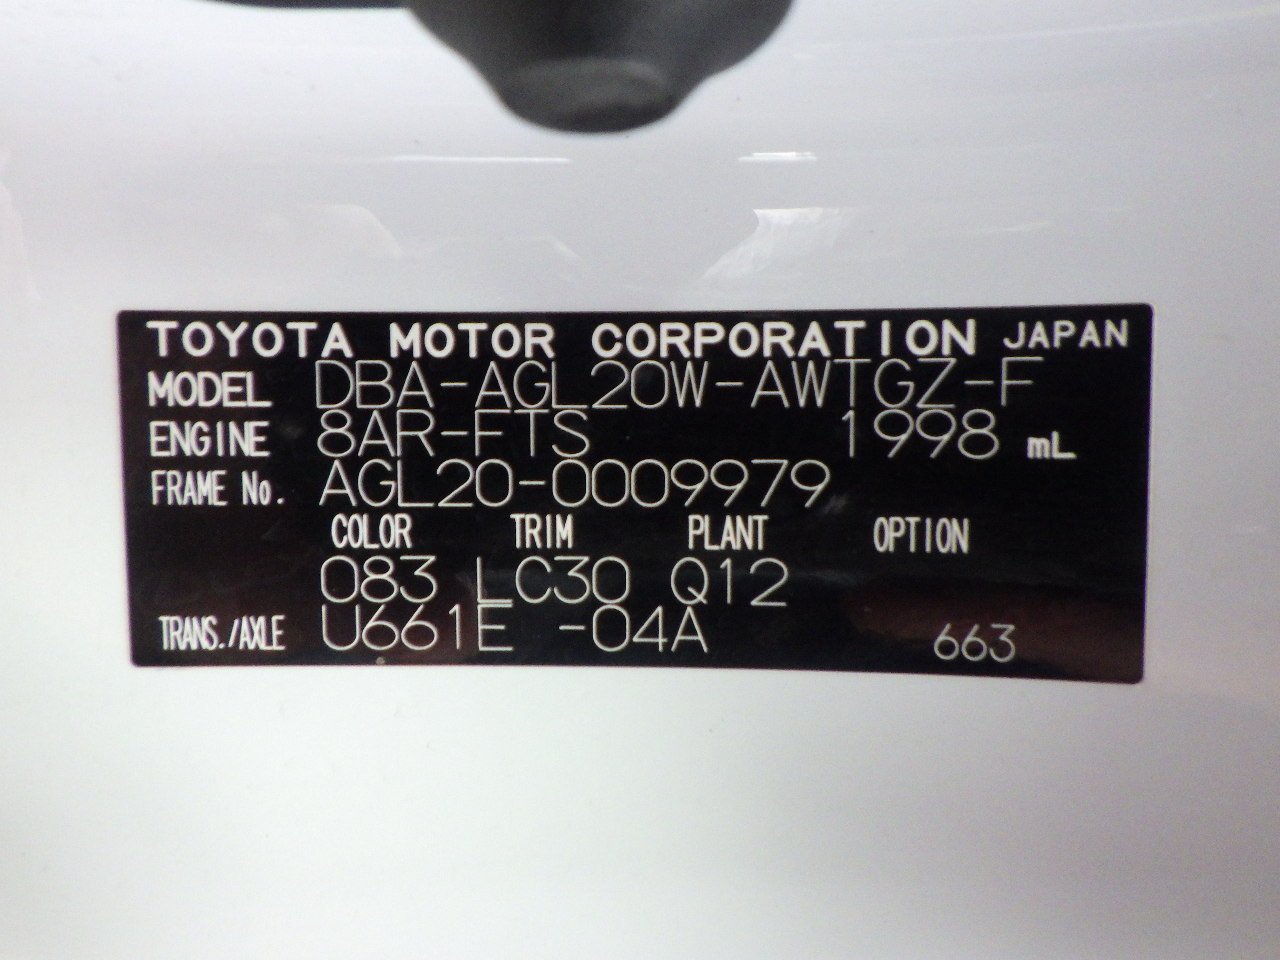 TOYOTA MOTOR CORPORATION JAPAN
MODEL DBA-AGL20W-AWTGZ-F
ENGINE 8AR-FTS 1998 mL
FRAME No. AGL20-0009979
COLOR TRIM PLANT OPTION
083 LC30 Q12
TRANS./AXLE U661E -04A 663